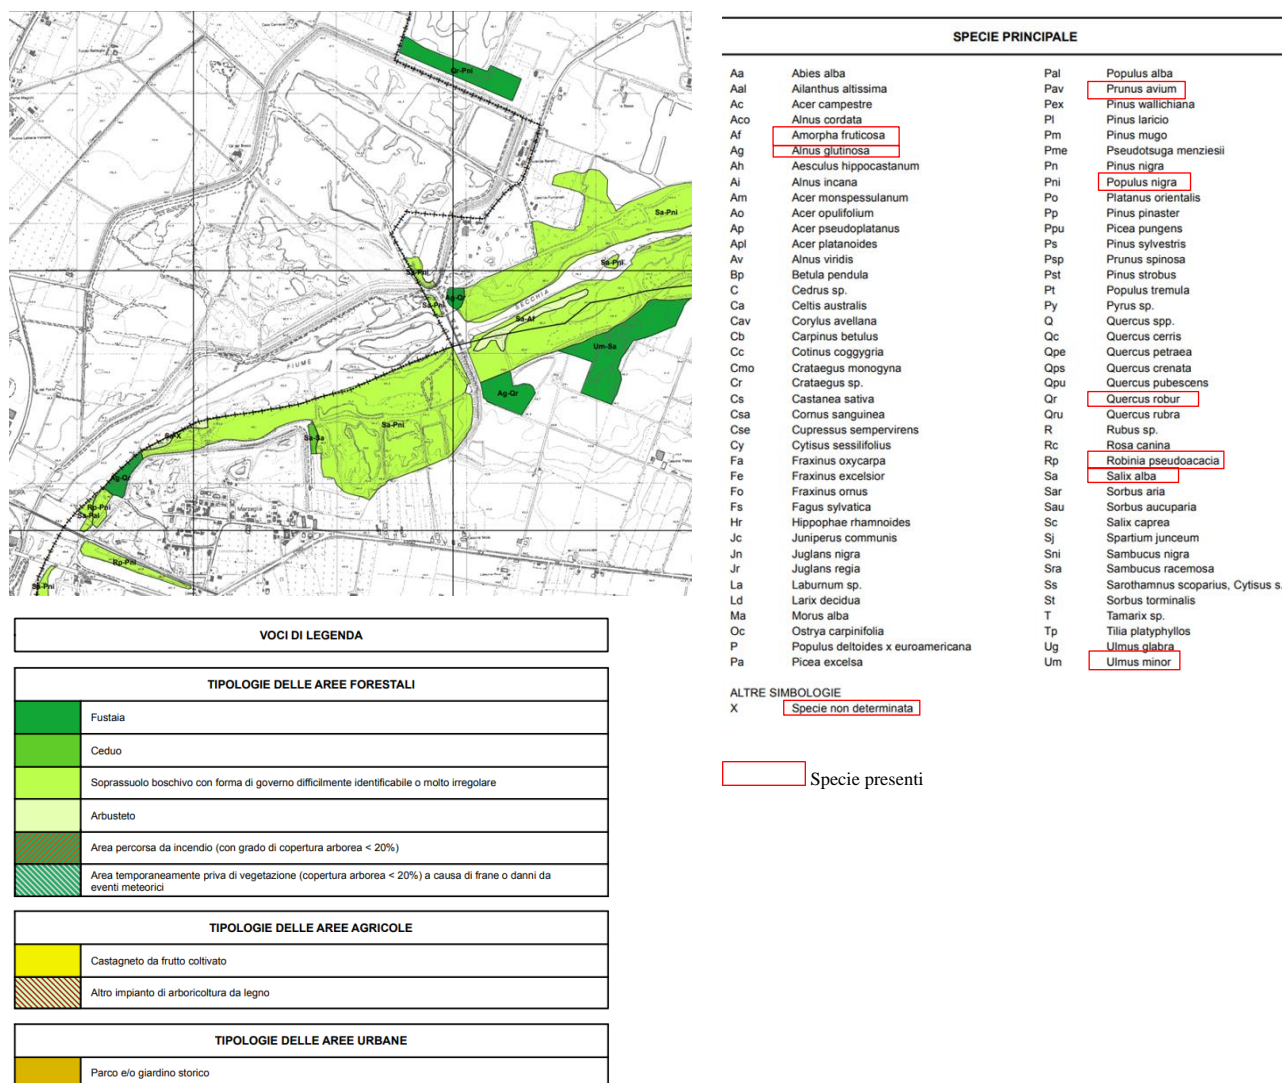 Qr-Pni
Sa-Pni
Sa-Pni
Sa-Pni
Ag-Qr
SECCHIA
Sa-Pni
Sa-Af
Um-Sa
FIUME
Ag-Qr
Sa-Pni
Sa-X
Sa-Sa
Ag-Qr
Rp-Pni
Sa-Pal
Marzaglia
Rp-Pni
Sa-Pni
VOCI DI LEGENDA
TIPOLOGIE DELLE AREE FORESTALI
Fustaia
Ceduo
Soprassuolo boschivo con forma di governo difficilmente identificabile o molto irregolare
Arbusteto
Area percorsa da incendio (con grado di copertura arborea < 20%)
Area temporaneamente priva di vegetazione (copertura arborea < 20%) a causa di frane o danni da
eventi meteorici
TIPOLOGIE DELLE AREE AGRICOLE
Castagneto da frutto coltivato
Altro impianto di arboricoltura da legno
TIPOLOGIE DELLE AREE URBANE
Parco e/o giardino storico
SPECIE PRINCIPALE
Aa Abies alba
Aal Ailanthus altissima
Ac Acer campestre
Aco Alnus cordata
Af Amorpha fruticosa
Ag Alnus glutinosa
Ah Aesculus hippocastanum
Ai Alnus incana
Am Acer monspessulanum
Ao Acer opulifolium
Ap Acer pseudoplatanus
Apl Acer platanoides
Av Alnus viridis
Bp Betula pendula
C Cedrus sp.
Ca Celtis australis
Cav Corylus avellana
Cb Carpinus betulus
Cc Cotinus coggygria
Cmo Crataegus monogyna
Cr Crataegus sp.
Cs Castanea sativa
Csa Cornus sanguinea
Cse Cupressus sempervirens
Cy Cytisus sessilifolius
Fa Fraxinus oxycarpa
Fe Fraxinus excelsior
Fo Fraxinus ornus
Fs Fagus sylvatica
Hr Hippophae rhamnoides
Jc Juniperus communis
Jn Juglans nigra
Jr Juglans regia
La Laburnum sp.
Ld Larix decidua
Ma Morus alba
Oc Ostrya carpinifolia
P Populus deltoides x euroamericana
Pa Picea excelsa
Pal Populus alba
Pav Prunus avium
Pex Pinus wallichiana
Pl Pinus laricio
Pm Pinus mugo
Pme Pseudotsuga menziesii
Pn Pinus nigra
Pni Populus nigra
Po Platanus orientalis
Pp Pinus pinaster
Ppu Picea pungens
Ps Pinus sylvestris
Psp Prunus spinosa
Pst Pinus strobus
Pt Populus tremula
Py Pyrus sp.
Q Quercus spp.
Qc Quercus cerris
Qpe Quercus petraea
Qps Quercus crenata
Qpu Quercus pubescens
Qr Quercus robur
Qru Quercus rubra
R Rubus sp.
Rc Rosa canina
Rp Robinia pseudoacacia
Sa Salix alba
Sar Sorbus aria
Sau Sorbus aucuparia
Sc Salix caprea
Sj Spartium junceum
Sni Sambucus nigra
Sra Sambucus racemosa
Ss Sarothamnus scoparius, Cytisus s.
St Sorbus torminalis
T Tamarix sp.
Tp Tilia platyphyllos
Ug Ulmus glabra
Um Ulmus minor
ALTRE SIMBOLOGIE
X Specie non determinata
Specie presenti